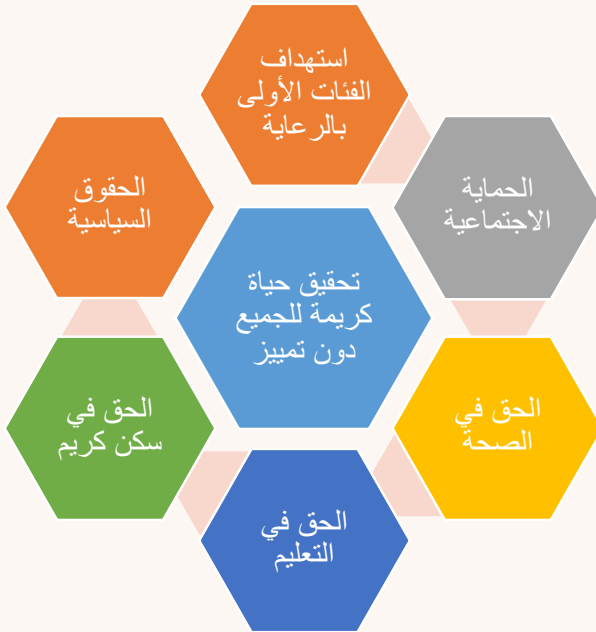 استهداف
الفئات الأولى
بالرعاية
الحماية
الاجتماعية
الحق في
الصحة
الحق في
التعليم
الحق في
سكن كريم
الحقوق
السياسية
تحقيق حياة
كريمة للجميع
دون تمييز